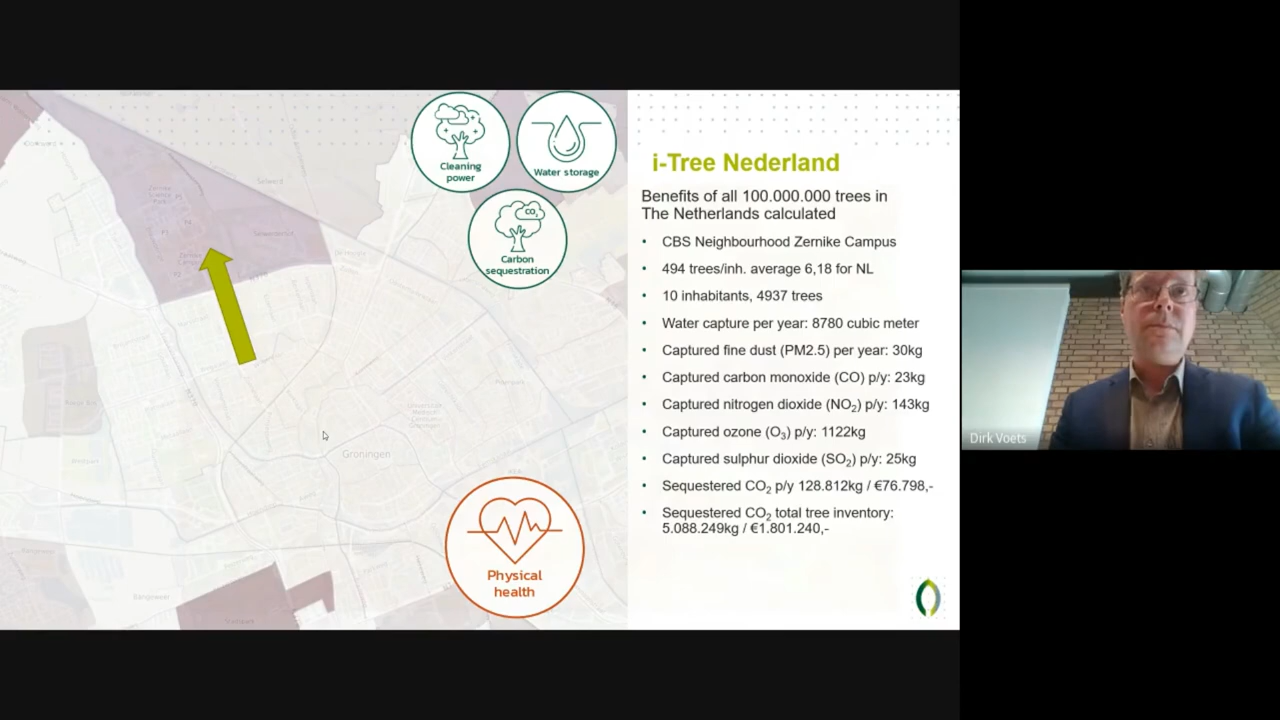 Cleaning
power
Water storage
CO2
Carbon
sequestration
Groningen
Physical
health
i-Tree Nederland
Benefits of all 100.000.000 trees in
The Netherlands calculated
• CBS Neighbourhood Zernike Campus
• 494 trees/inh. average 6,18 for NL
• 10 inhabitants, 4937 trees
• Water capture per year: 8780 cubic meter
• Captured fine dust (PM2.5) per year: 30kg
• Captured carbon monoxide (CO) p/y: 23kg
• Captured nitrogen dioxide (NO₂) p/y: 143kg
• Captured ozone (O₃) p/y: 1122kg
• Captured sulphur dioxide (SO₂) p/y: 25kg
• Sequestered CO₂ p/y 128.812kg / €76.798,-
• Sequestered CO₂ total tree inventory:
5.088.249kg / €1.801.240,-
Dirk Voets